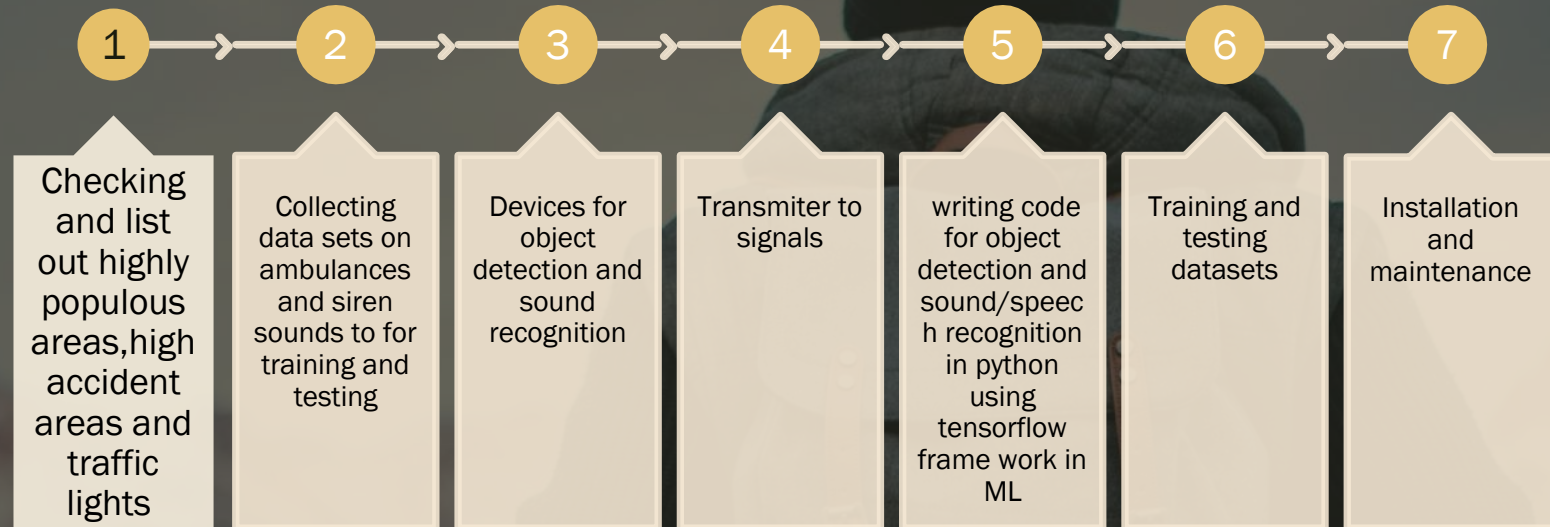 1
2
3
4
5
6
7
Checking
and list
out highly
populous
areas,high
accident
areas and
traffic
lights
Collecting
data sets on
ambulances
and siren
sounds to for
training and
testing
Devices for
object
detection and
sound
recognition
Transmiter to
signals
writing code
for object
detection and
sound/speec
h recognition
in python
using
tensorflow
frame work in
ML
Training and
testing
datasets
Installation
and
maintenance